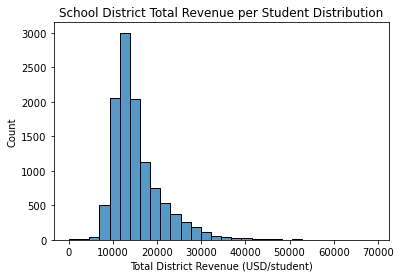 School District Total Revenue per Student Distribution
3000
2500
2000
1500
1000
500
0
Count
0 10000 20000 30000 40000 50000 60000 70000
Total District Revenue (USD/student)